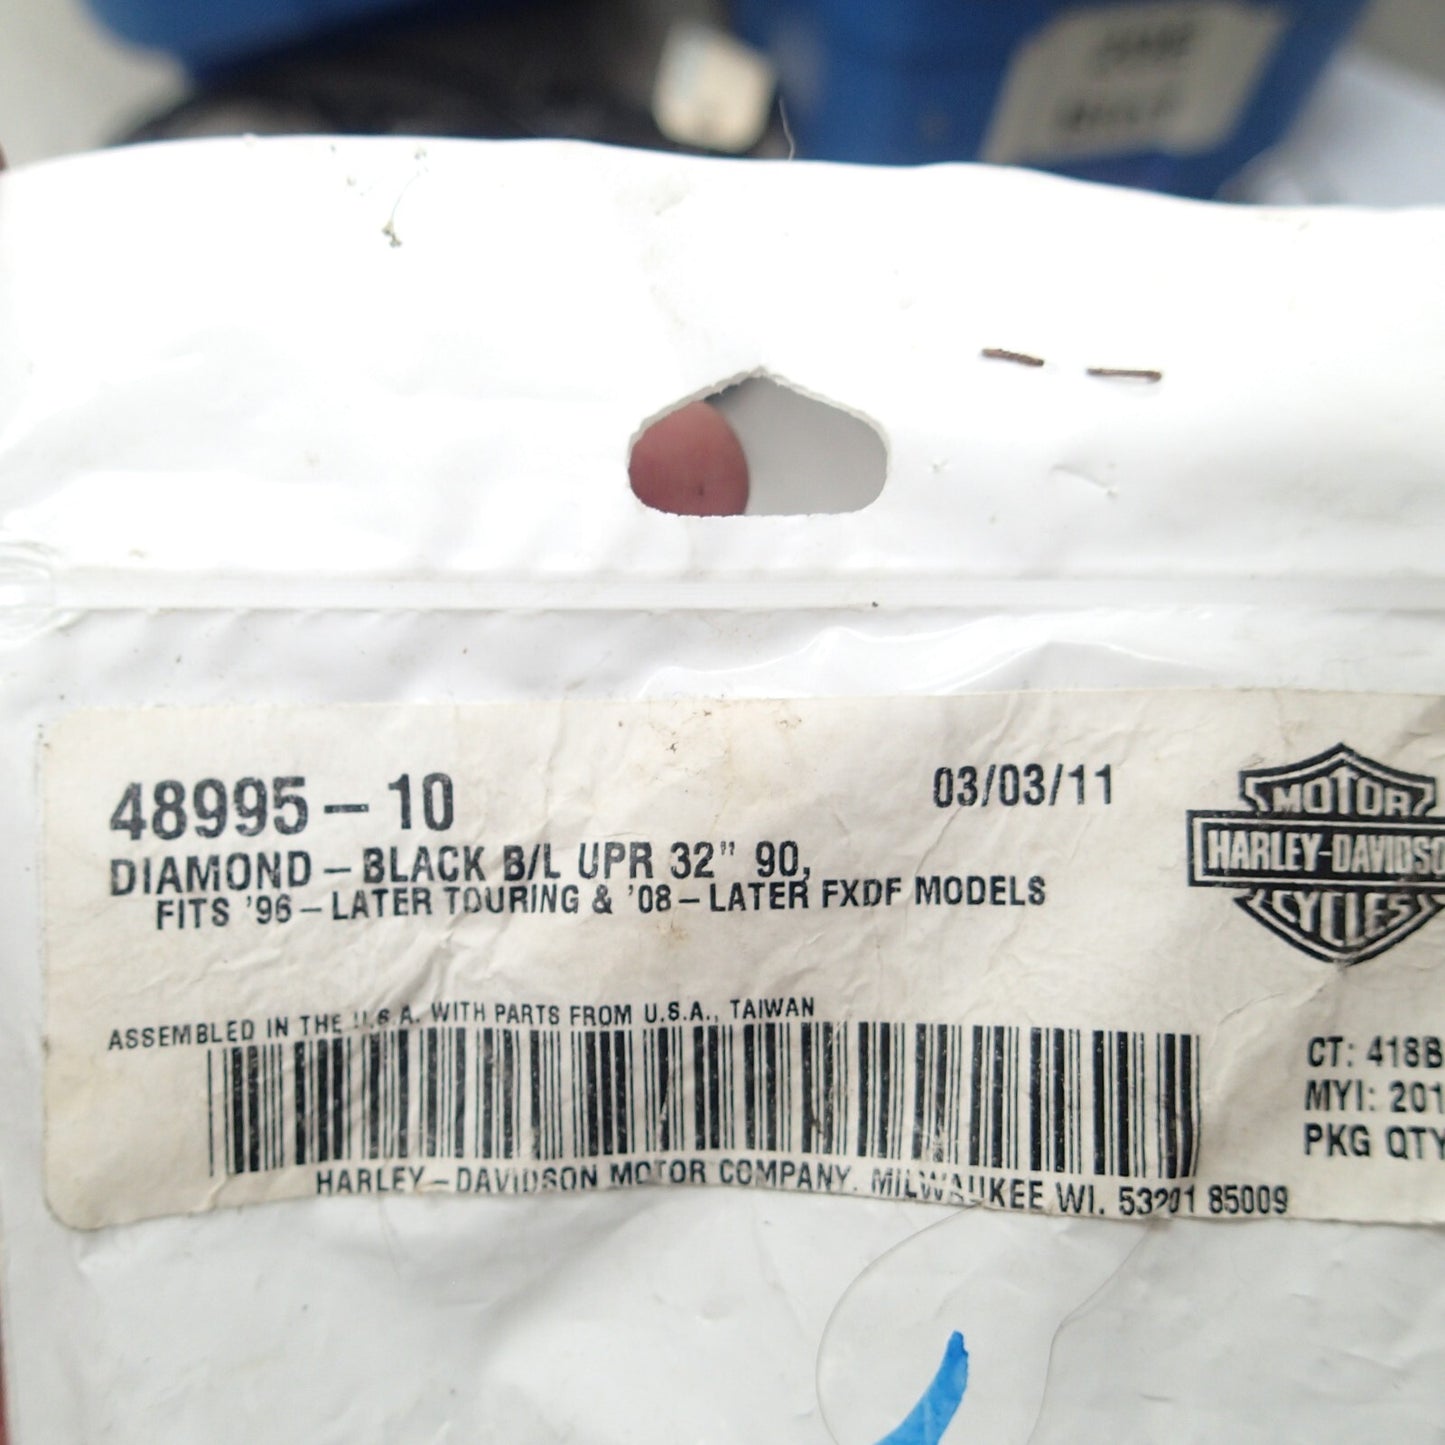 48995-10
03/03/11
DIAMOND-BLACK B/L UPR 32" 90,
FITS '96-LATER TOURING & '08-LATER FXDF MODELS
MOTOR
HARLEY-DAVIDSO
CYCLES
ASSEMBLED IN THE U.S.A. WITH PARTS FROM U.S.A., TAIWAN
CT: 418B
MYI: 201
PKG QTY
HARLEY-DAVIDSON MOTOR COMPANY. MILWAUKEE WI. 53201 85009